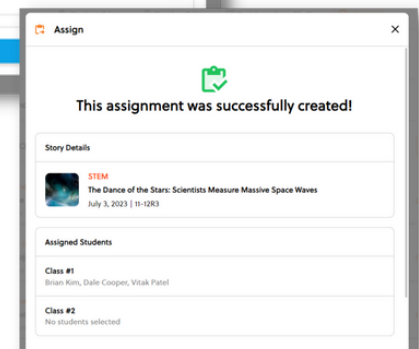 Assign
This assignment was successfully created!
Story Details
STEM
The Dance of the Stars: Scientists Measure Massive Space Waves
July 3, 2023 | 11-12R3
Assigned Students
Class #1
Brian Kim, Dale Cooper, Vitak Patel
Class #2
No students selected